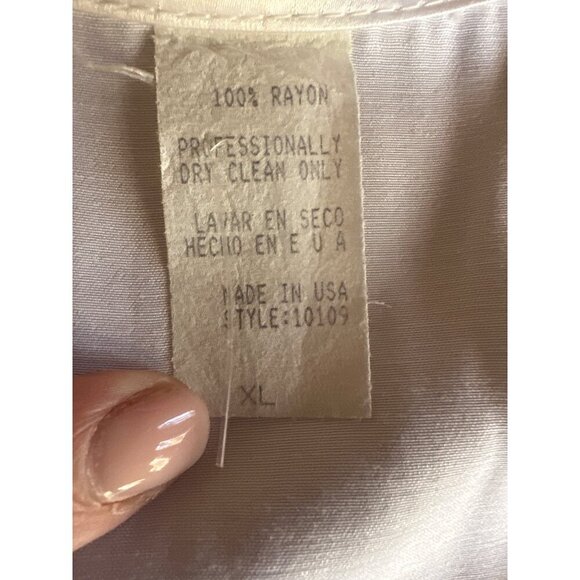 100% RAYON
PROFESSIONALLY
DRY CLEAN ONLY
LAVAR EN SECO
HECHO EN E U A
MADE IN USA
STYLE:10109
XL